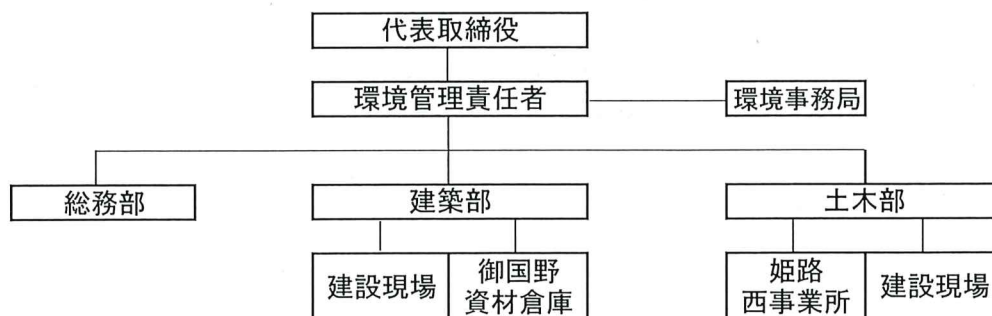 代表取締役
環境管理責任者
環境事務局
総務部
建築部
土木部
建設現場
御国野
資材倉庫
姫路
西事業所
建設現場